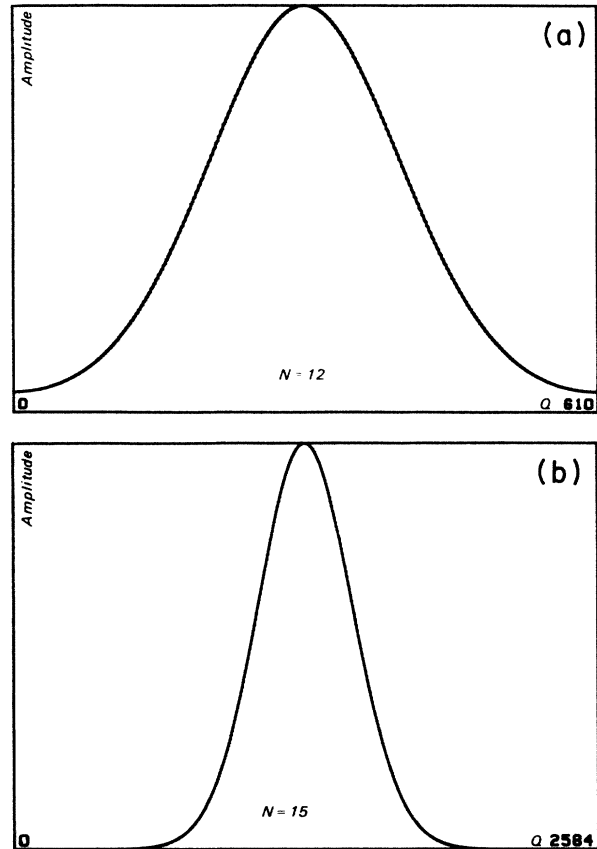 Amplitude
(a)
N = 12
0
Q 610
Amplitude
(b)
N = 15
0
Q 2584